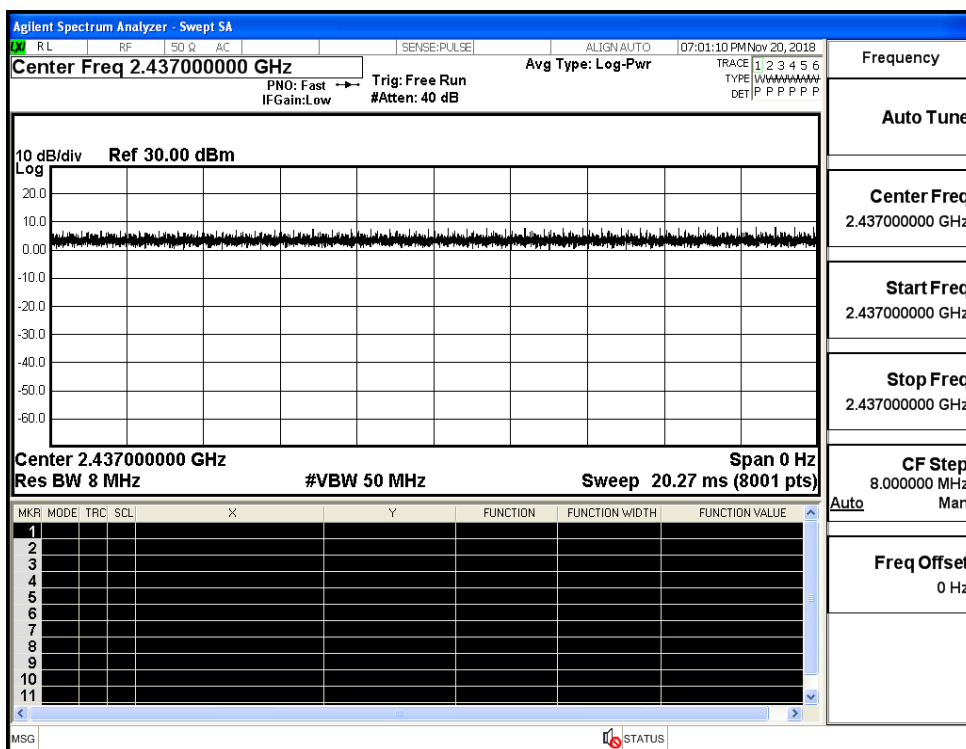 Agilent Spectrum Analyzer - Swept SA
LXI RL RF 50 Ω AC SENSE:PULSE ALIGN AUTO 07:01:10 PM Nov 20, 2018
Center Freq 2.437000000 GHz
PNO: Fast
IFGain:Low
Trig: Free Run
#Atten: 40 dB
Avg Type: Log-Pwr
TRACE 1 2 3 4 5 6
TYPE WWWWWW
DET P P P P P P
10 dB/div Ref 30.00 dBm
Log
20.0
10.0
0.00
-10.0
-20.0
-30.0
-40.0
-50.0
-60.0
Center 2.437000000 GHz Span 0 Hz
Res BW 8 MHz #VBW 50 MHz Sweep 20.27 ms (8001 pts)
MKR MODE TRC SCL X Y FUNCTION FUNCTION WIDTH FUNCTION VALUE
1
2
3
4
5
6
7
8
9
10
11
MSG STATUS
Frequency
Auto Tune
Center Freq
2.437000000 GHz
Start Freq
2.437000000 GHz
Stop Freq
2.437000000 GHz
CF Step
8.000000 MHz
Auto Man
Freq Offset
0 Hz